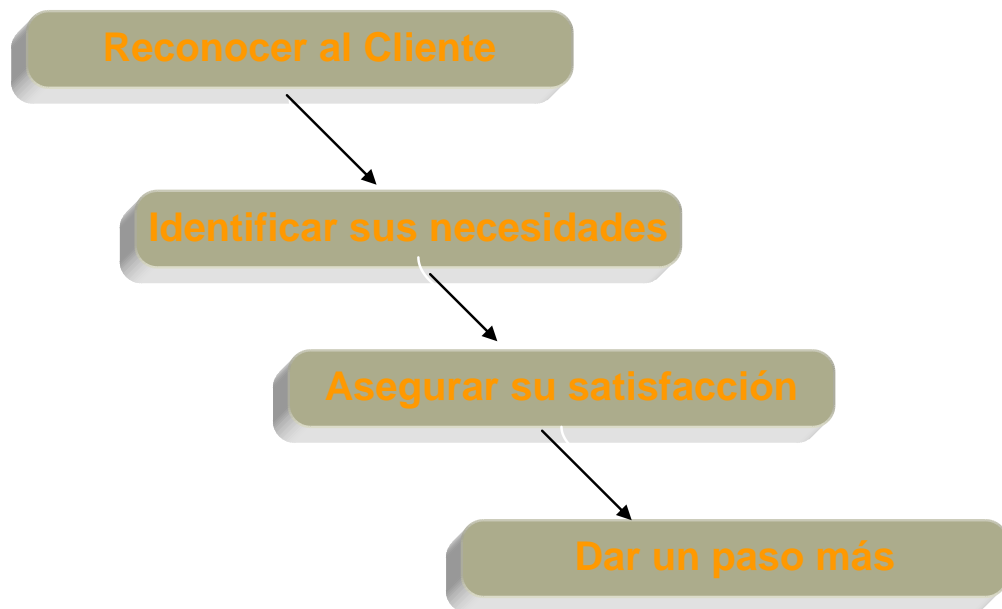 Reconocer al Cliente
Identificar sus necesidades
Asegurar su satisfacción
Dar un paso más